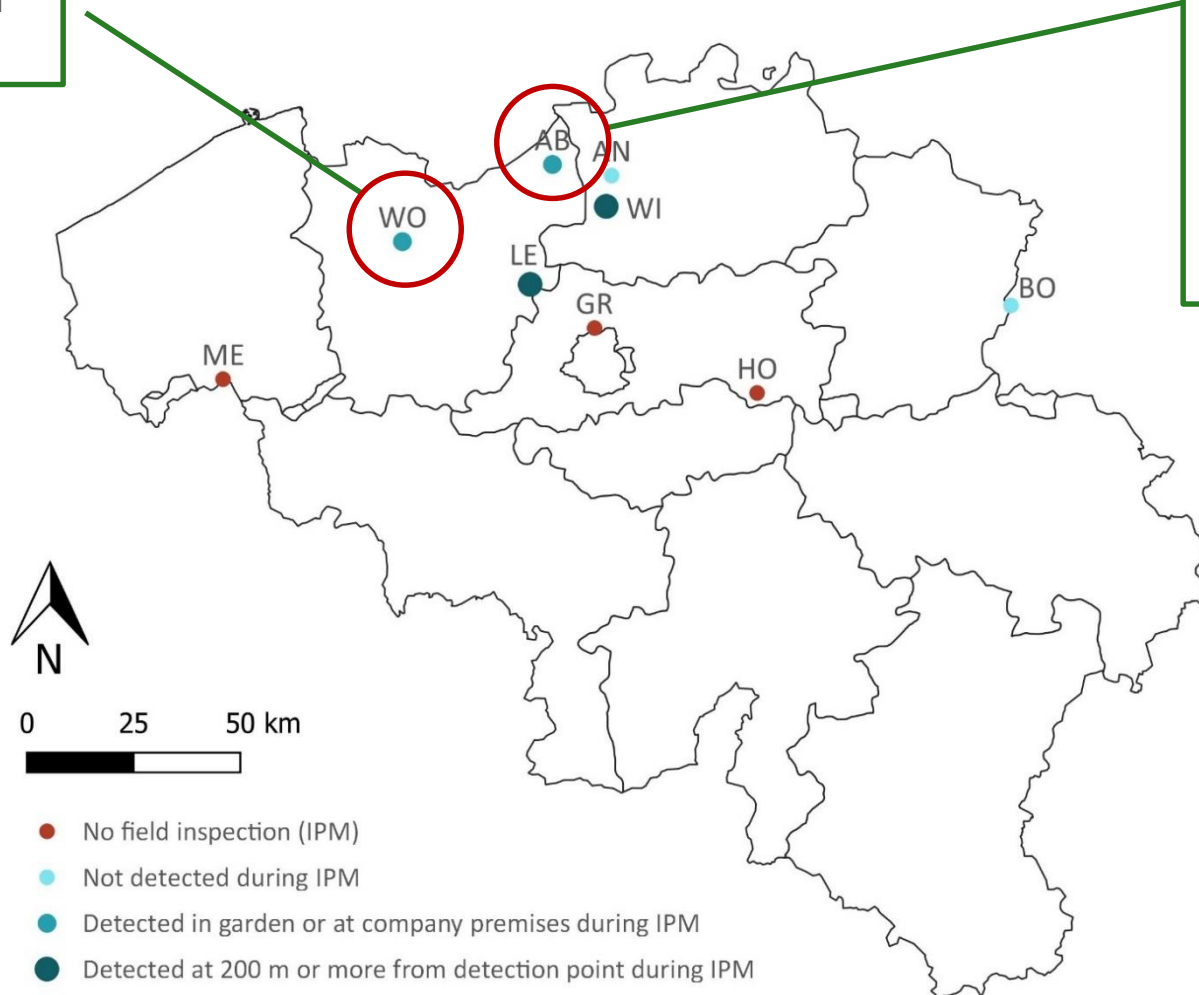 AB
AN
WO
WI
LE
BO
GR
ME
HO
N
0 25 50 km
No field inspection (IPM)
Not detected during IPM
Detected in garden or at company premises during IPM
Detected at 200 m or more from detection point during IPM